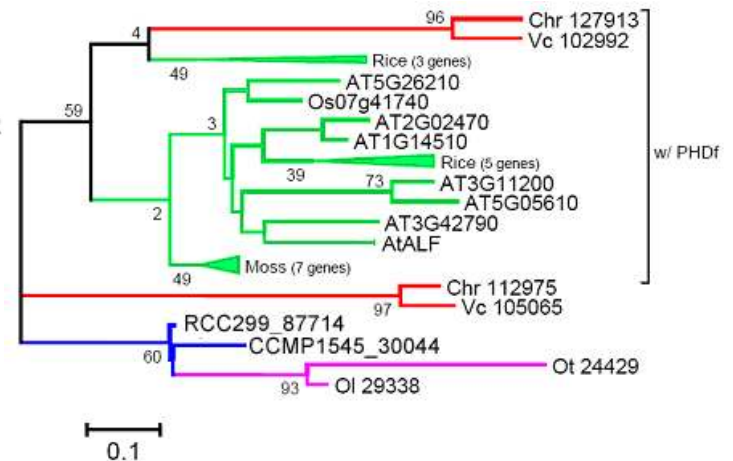 96
Chr 127913
4
Vc 102992
49
Rice (3 genes)
59
AT5G26210
Os07g41740
3
AT2G02470
AT1G14510
w/ PHDf
Rice (5 genes)
39
73
AT3G11200
AT5G05610
2
AT3G42790
AtALF
49
Moss (7 genes)
Chr 112975
97
Vc 105065
RCC299_87714
CCMP1545_30044
60
Ot 24429
93
Ol 29338
0.1